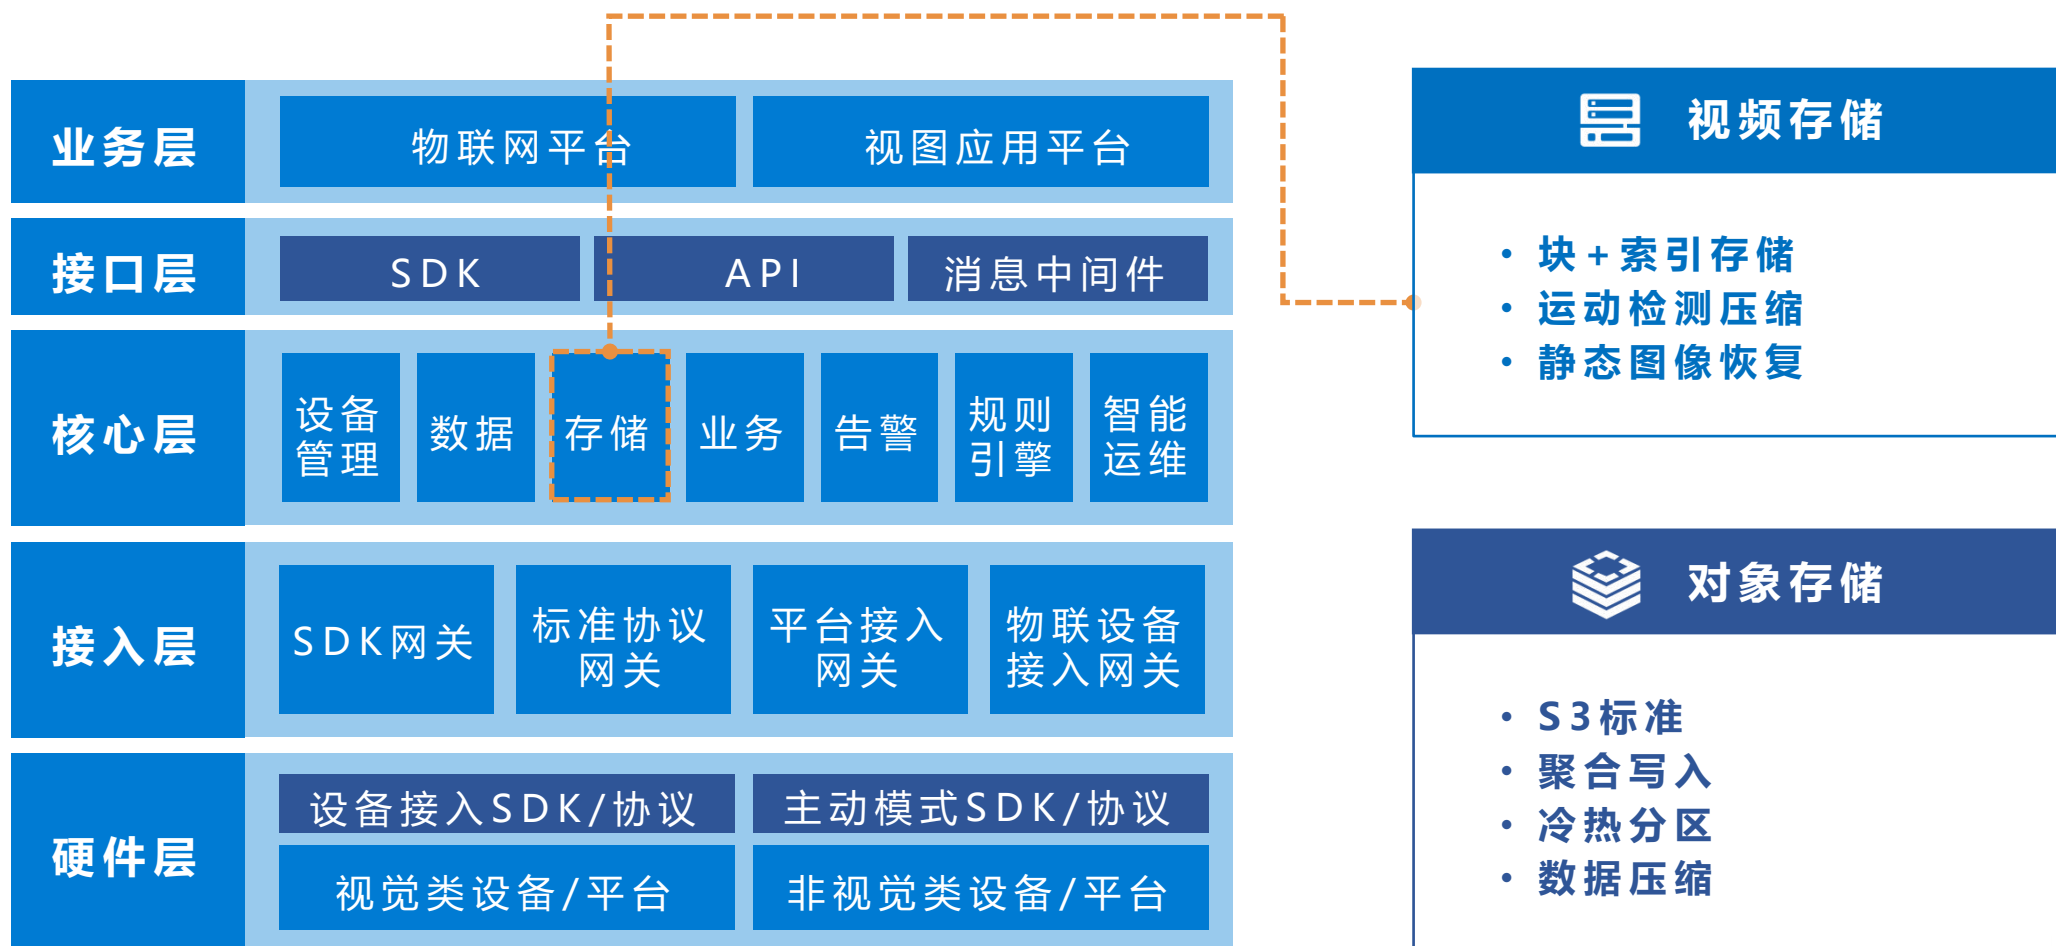 业务层
物联网平台
视图应用平台
接口层
SDK
API
消息中间件
核心层
设备
管理
数据
存储
业务
告警
规则
引擎
智能
运维
接入层
SDK网关
标准协议
网关
平台接入
网关
物联设备
接入网关
硬件层
设备接入SDK/协议
主动模式SDK/协议
视觉类设备/平台
非视觉类设备/平台
视频存储
• 块+索引存储
• 运动检测压缩
• 静态图像恢复
对象存储
• S3标准
• 聚合写入
• 冷热分区
• 数据压缩